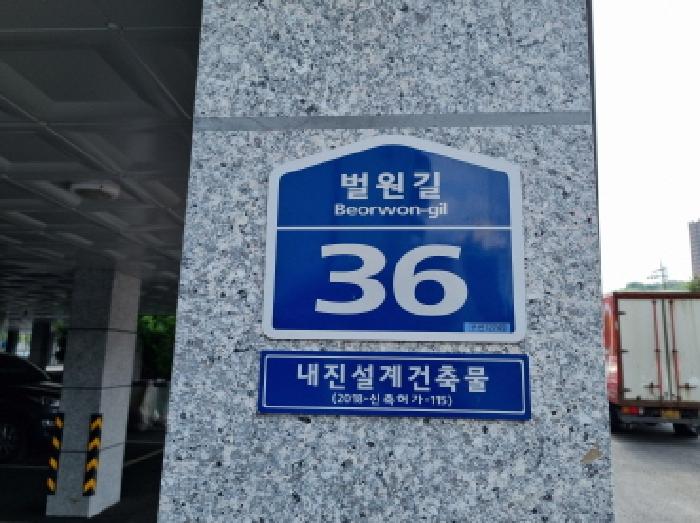 벌원길
Beorwon-gil
36
내진설계건축물
(2018-신축허가-115)